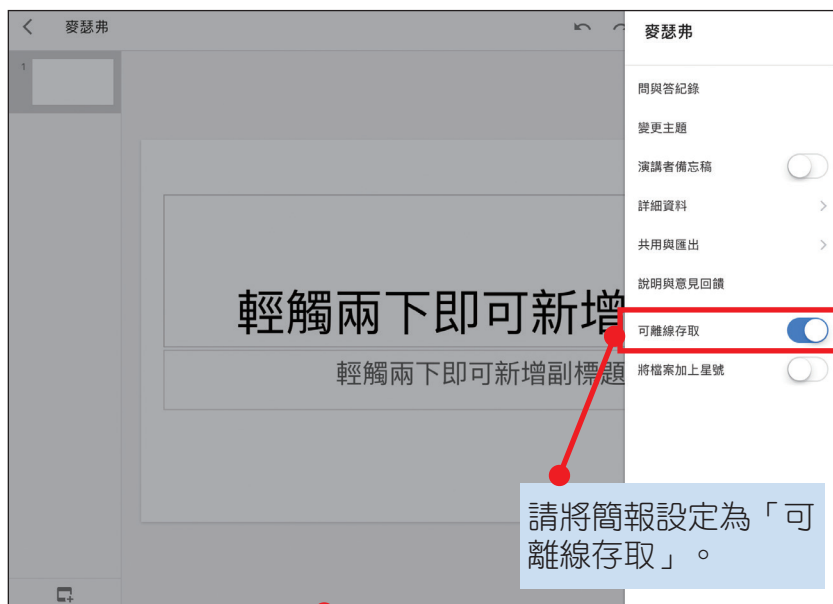 麥瑟弗
麥瑟弗
1
問與答紀錄
變更主題
演講者備忘稿
詳細資料
共用與匯出
說明與意見回饋
可離線存取
將檔案加上星號
輕觸兩下即可新增
輕觸兩下即可新增副標題
請將簡報設定為「可
離線存取」。